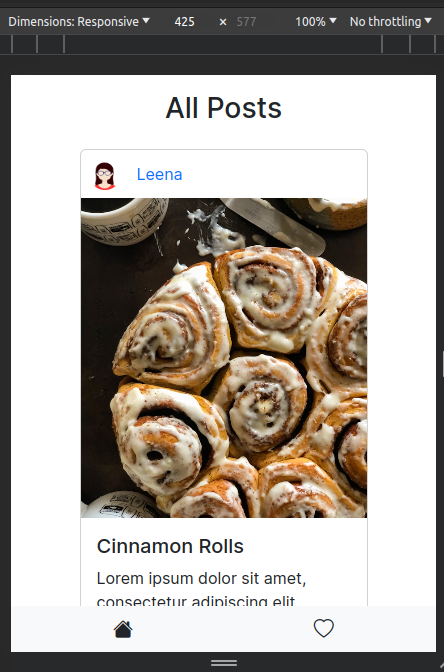 Dimensions: Responsive 425 × 577 100% No throttling
All Posts
Leena
Cinnamon Rolls
Lorem ipsum dolor sit amet,
consectetur adipiscing elit